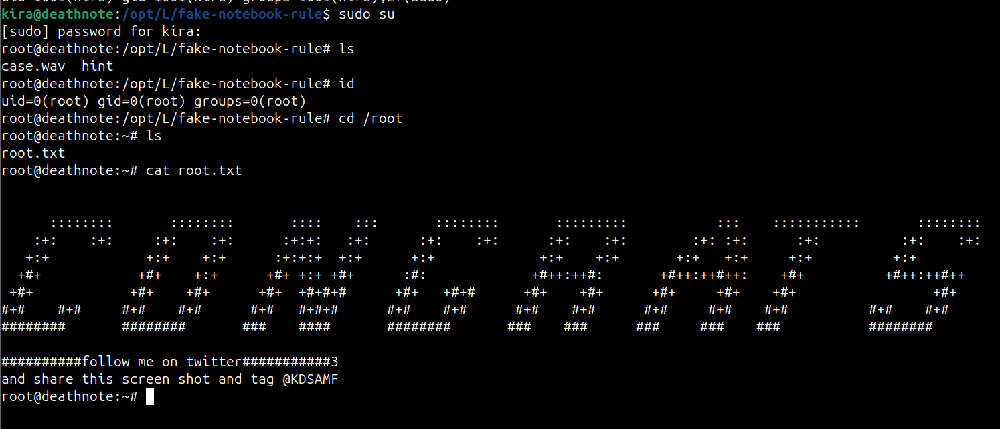 kira@deathnote:/opt/L/fake-notebook-rule$ sudo su
[sudo] password for kira:
root@deathnote:/opt/L/fake-notebook-rule# ls
case.wav  hint
root@deathnote:/opt/L/fake-notebook-rule# id
uid=0(root) gid=0(root) groups=0(root)
root@deathnote:/opt/L/fake-notebook-rule# cd /root
root@deathnote:~# ls
root.txt
root@deathnote:~# cat root.txt
CONGRATS
##########follow me on twitter###########3
and share this screen shot and tag @KDSAMF
root@deathnote:~#